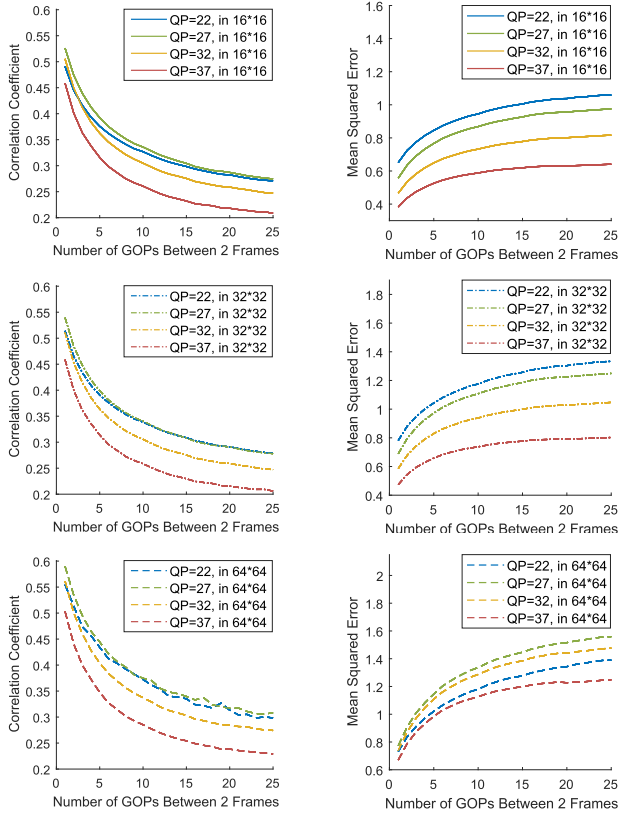 0.6
0.55
0.5
0.45
0.4
0.35
0.3
0.25
0.2
Correlation Coefficient
QP=22, in 16*16
QP=27, in 16*16
QP=32, in 16*16
QP=37, in 16*16
0 5 10 15 20 25
Number of GOPs Between 2 Frames
1.6
1.4
1.2
1
0.8
0.6
0.4
Mean Squared Error
QP=22, in 16*16
QP=27, in 16*16
QP=32, in 16*16
QP=37, in 16*16
0 5 10 15 20 25
Number of GOPs Between 2 Frames
0.6
0.55
0.5
0.45
0.4
0.35
0.3
0.25
0.2
Correlation Coefficient
QP=22, in 32*32
QP=27, in 32*32
QP=32, in 32*32
QP=37, in 32*32
0 5 10 15 20 25
Number of GOPs Between 2 Frames
1.8
1.6
1.4
1.2
1
0.8
0.6
0.4
Mean Squared Error
QP=22, in 32*32
QP=27, in 32*32
QP=32, in 32*32
QP=37, in 32*32
0 5 10 15 20 25
Number of GOPs Between 2 Frames
0.6
0.55
0.5
0.45
0.4
0.35
0.3
0.25
0.2
Correlation Coefficient
QP=22, in 64*64
QP=27, in 64*64
QP=32, in 64*64
QP=37, in 64*64
0 5 10 15 20 25
Number of GOPs Between 2 Frames
2
1.8
1.6
1.4
1.2
1
0.8
0.6
Mean Squared Error
QP=22, in 64*64
QP=27, in 64*64
QP=32, in 64*64
QP=37, in 64*64
0 5 10 15 20 25
Number of GOPs Between 2 Frames